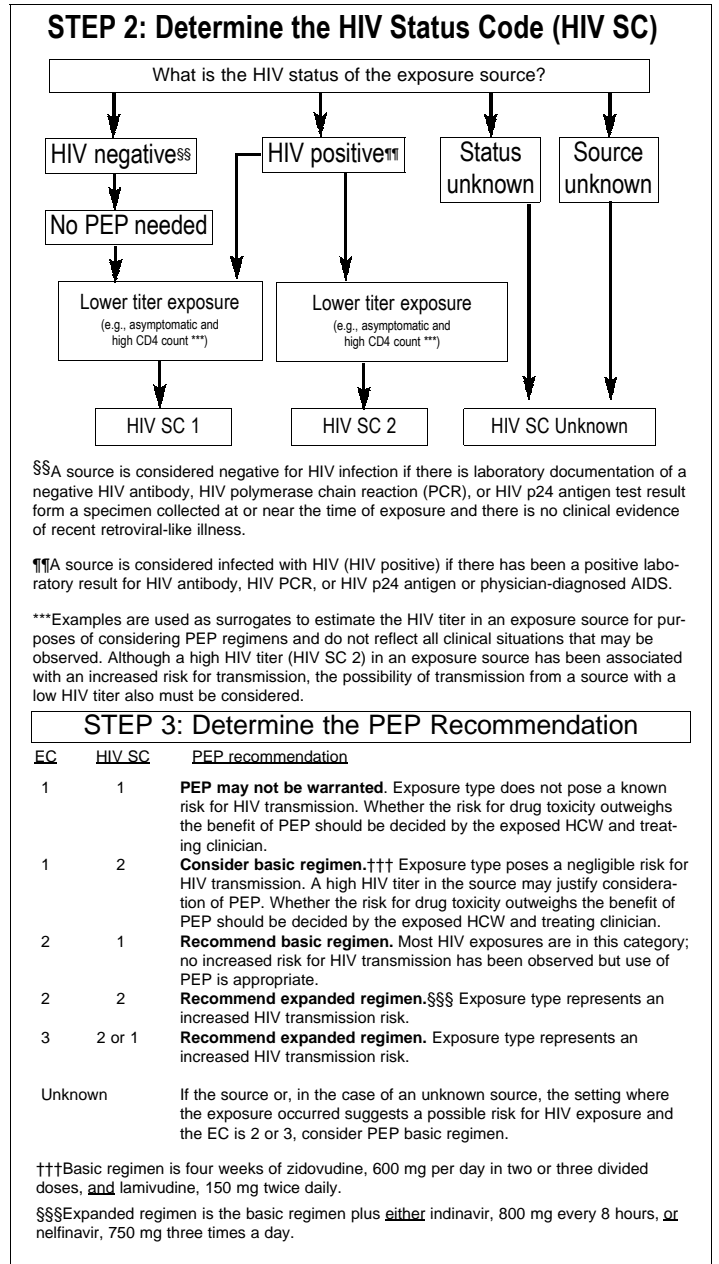 STEP 2: Determine the HIV Status Code (HIV SC)
What is the HIV status of the exposure source?
HIV negative§§
HIV positive¶¶
Status
unknown
Source
unknown
No PEP needed
Lower titer exposure
(e.g., asymptomatic and
high CD4 count ***)
Lower titer exposure
(e.g., asymptomatic and
high CD4 count ***)
HIV SC 1
HIV SC 2
HIV SC Unknown
§§A source is considered negative for HIV infection if there is laboratory documentation of a
negative HIV antibody, HIV polymerase chain reaction (PCR), or HIV p24 antigen test result
form a specimen collected at or near the time of exposure and there is no clinical evidence
of recent retroviral-like illness.
¶¶A source is considered infected with HIV (HIV positive) if there has been a positive labo-
ratory result for HIV antibody, HIV PCR, or HIV p24 antigen or physician-diagnosed AIDS.
***Examples are used as surrogates to estimate the HIV titer in an exposure source for pur-
poses of considering PEP regimens and do not reflect all clinical situations that may be
observed. Although a high HIV titer (HIV SC 2) in an exposure source has been associated
with an increased risk for transmission, the possibility of transmission from a source with a
low HIV titer also must be considered.
STEP 3: Determine the PEP Recommendation
EC HIV SC PEP recommendation
1 1 PEP may not be warranted. Exposure type does not pose a known
risk for HIV transmission. Whether the risk for drug toxicity outweighs
the benefit of PEP should be decided by the exposed HCW and treat-
ing clinician.
1 2 Consider basic regimen.††† Exposure type poses a negligible risk for
HIV transmission. A high HIV titer in the source may justify considera-
tion of PEP. Whether the risk for drug toxicity outweighs the benefit of
PEP should be decided by the exposed HCW and treating clinician.
2 1 Recommend basic regimen. Most HIV exposures are in this category;
no increased risk for HIV transmission has been observed but use of
PEP is appropriate.
2 2 Recommend expanded regimen.§§§ Exposure type represents an
increased HIV transmission risk.
3 2 or 1 Recommend expanded regimen. Exposure type represents an
increased HIV transmission risk.
Unknown If the source or, in the case of an unknown source, the setting where
the exposure occurred suggests a possible risk for HIV exposure and
the EC is 2 or 3, consider PEP basic regimen.
†††Basic regimen is four weeks of zidovudine, 600 mg per day in two or three divided
doses, and lamivudine, 150 mg twice daily.
§§§Expanded regimen is the basic regimen plus either indinavir, 800 mg every 8 hours, or
nelfinavir, 750 mg three times a day.